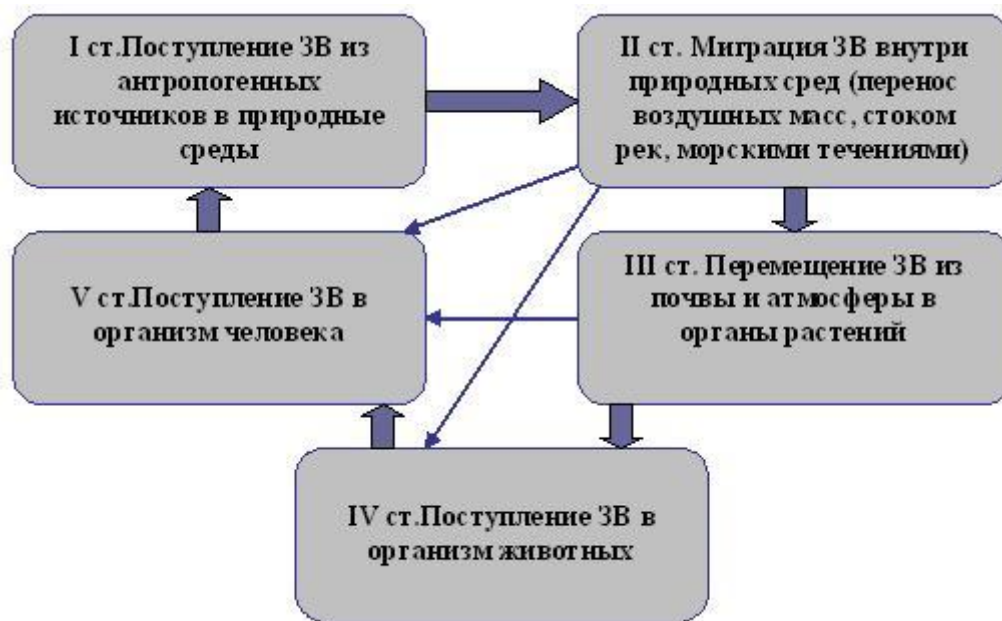 I ст.Поступление ЗВ из
антропогенных
источников в природные
среды
II ст. Миграция ЗВ внутри
природных сред (перенос
воздушных масс, стоком
рек, морскими течениями)
V ст.Поступление ЗВ в
организм человека
III ст. Перемещение ЗВ из
почвы и атмосферы в
органы растений
IV ст.Поступление ЗВ в
организм животных